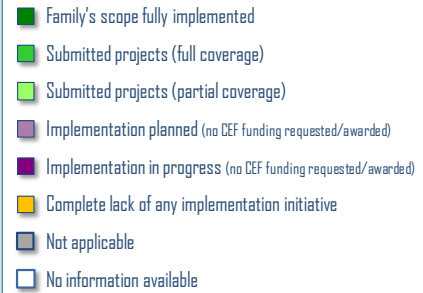 Family's scope fully implemented
Submitted projects (full coverage)
Submitted projects (partial coverage)
Implementation planned (no CEF funding requested/awarded)
Implementation in progress (no CEF funding requested/awarded)
Complete lack of any implementation initiative
Not applicable
No information available